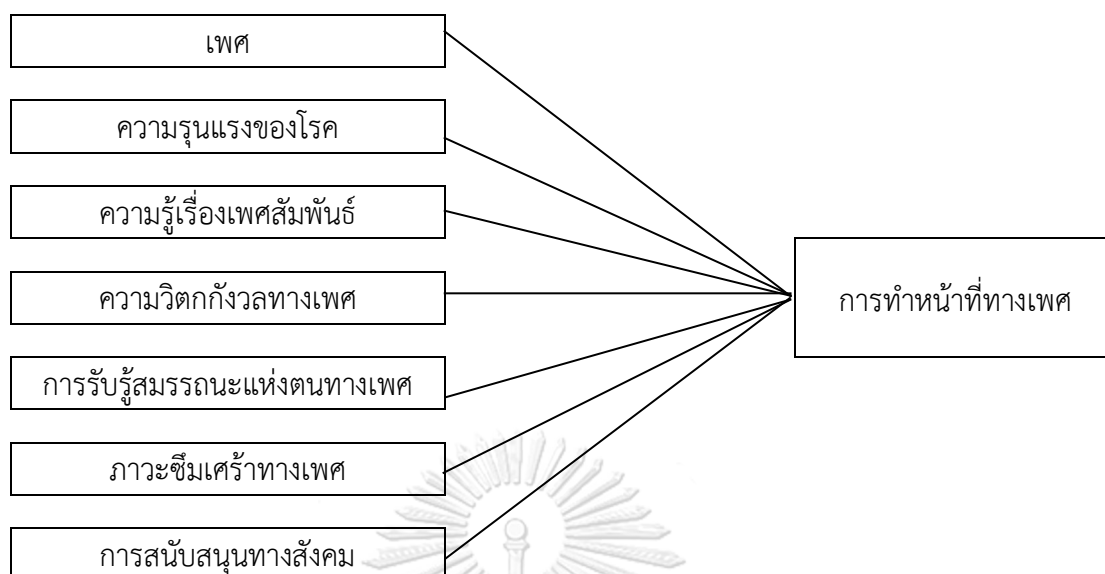 เพศ
ความรุนแรงของโรค
ความรู้เรื่องเพศสัมพันธ์
ความวิตกกังวลทางเพศ
การทำหน้าที่ทางเพศ
การรับรู้สมรรถนะแห่งตนทางเพศ
ภาวะซึมเศร้าทางเพศ
การสนับสนุนทางสังคม